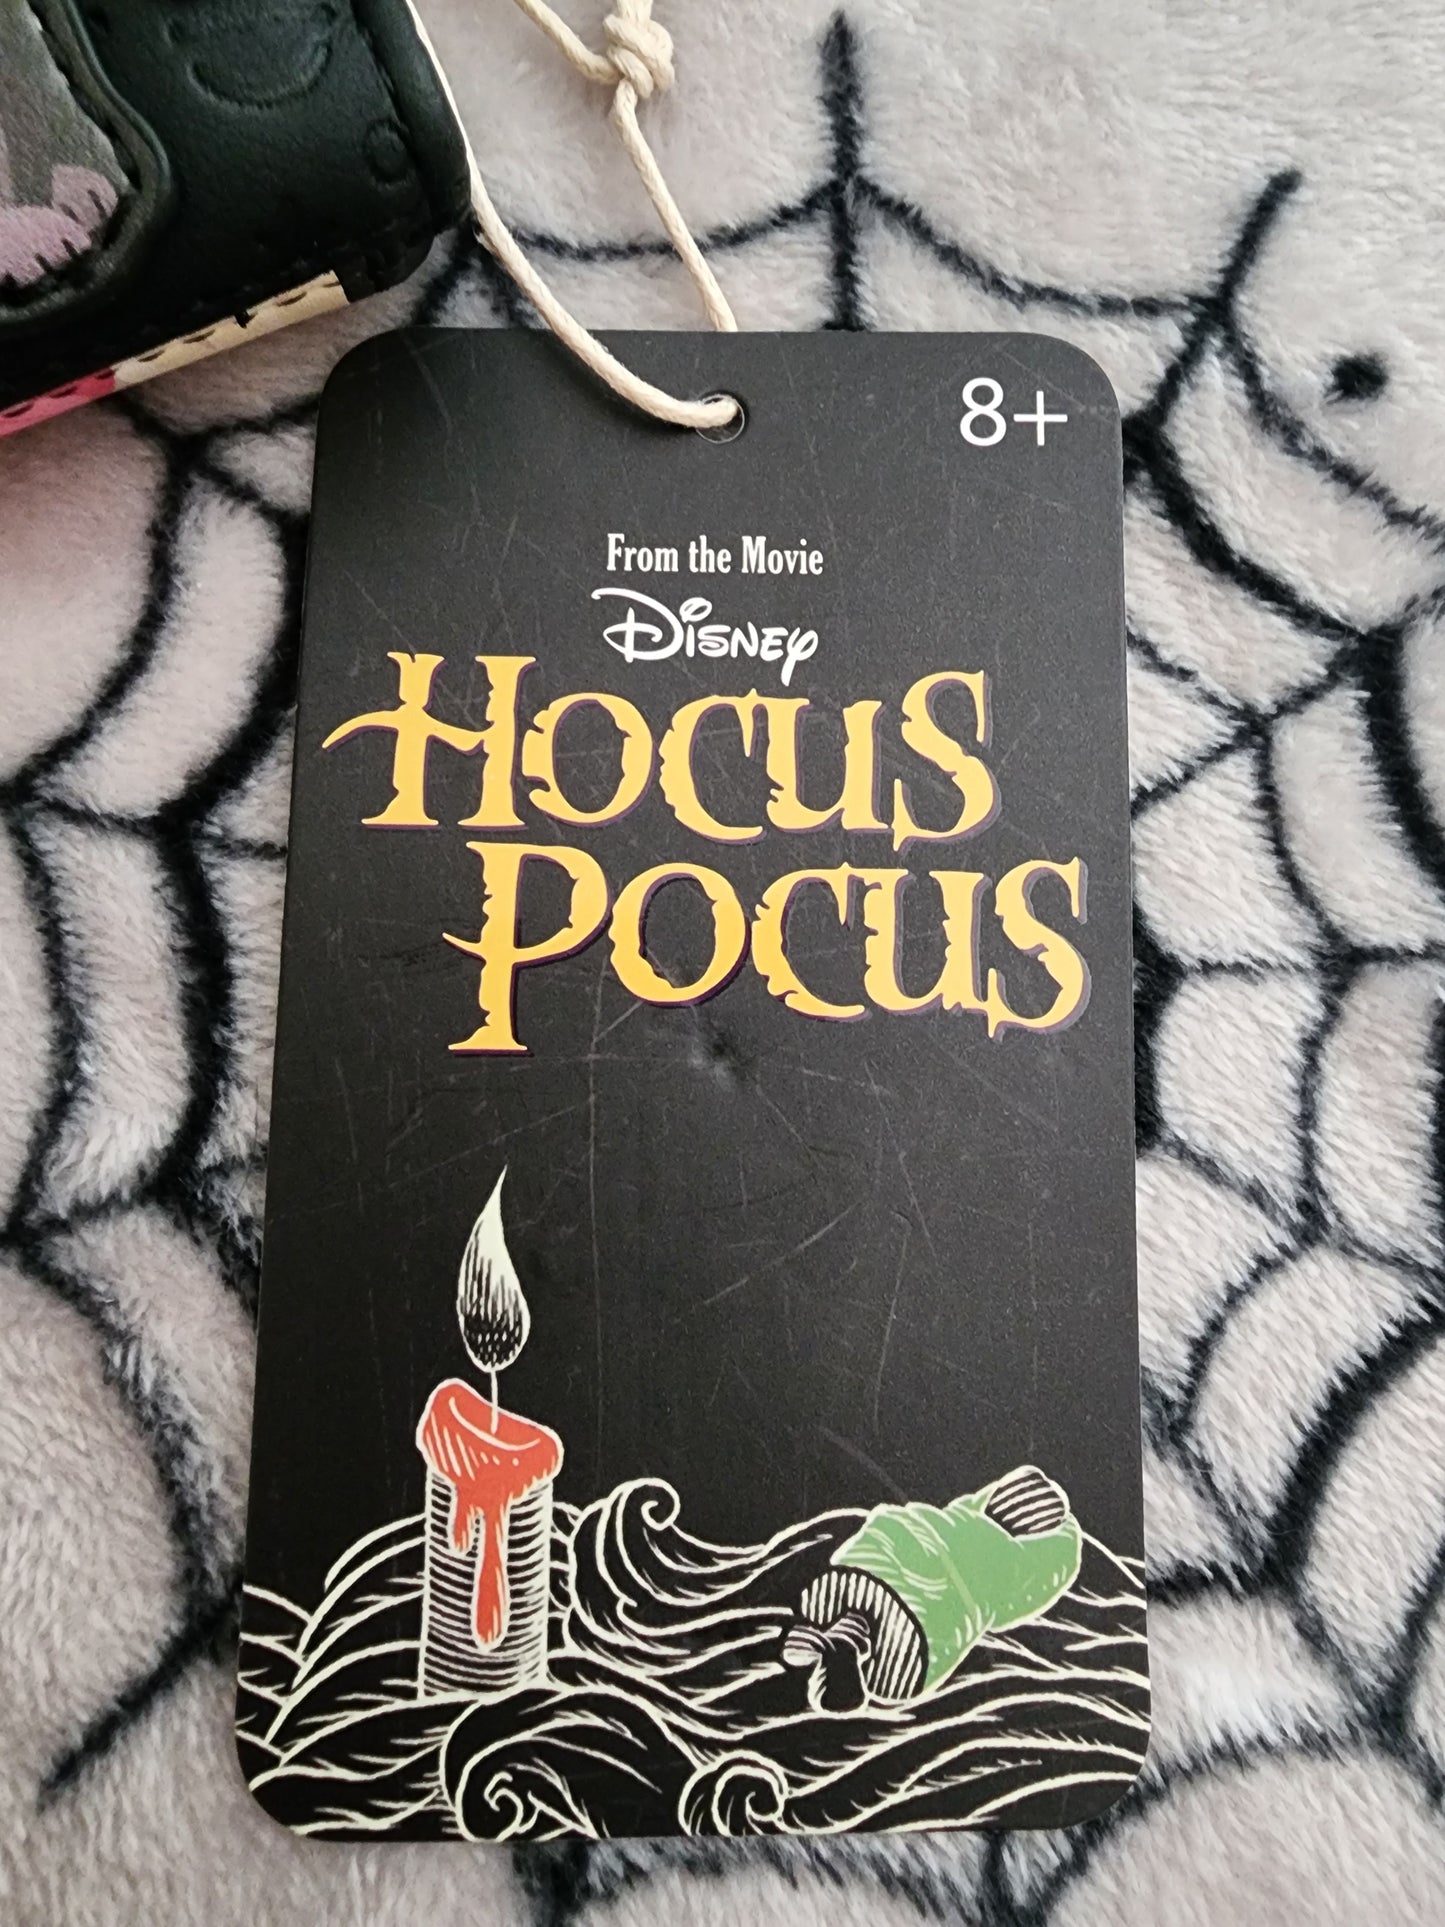 8+
From the Movie
Disney
Hocus
Pocus